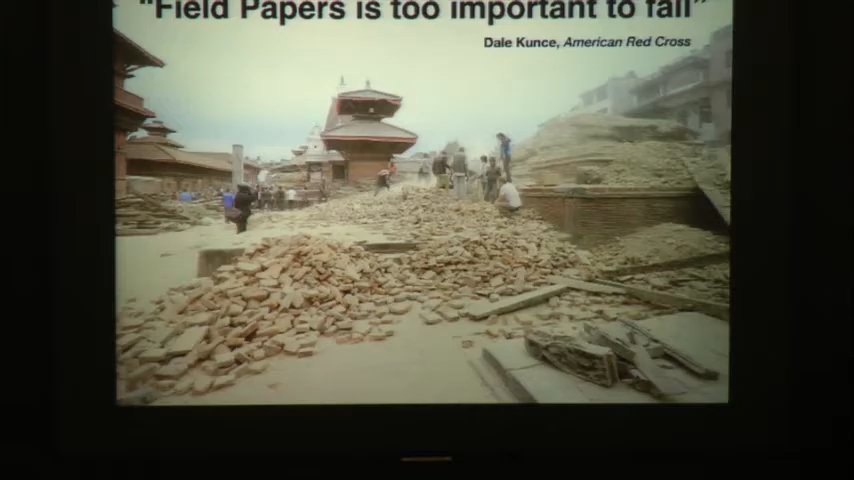 "Field Papers is too important to fail"
Dale Kunce, American Red Cross